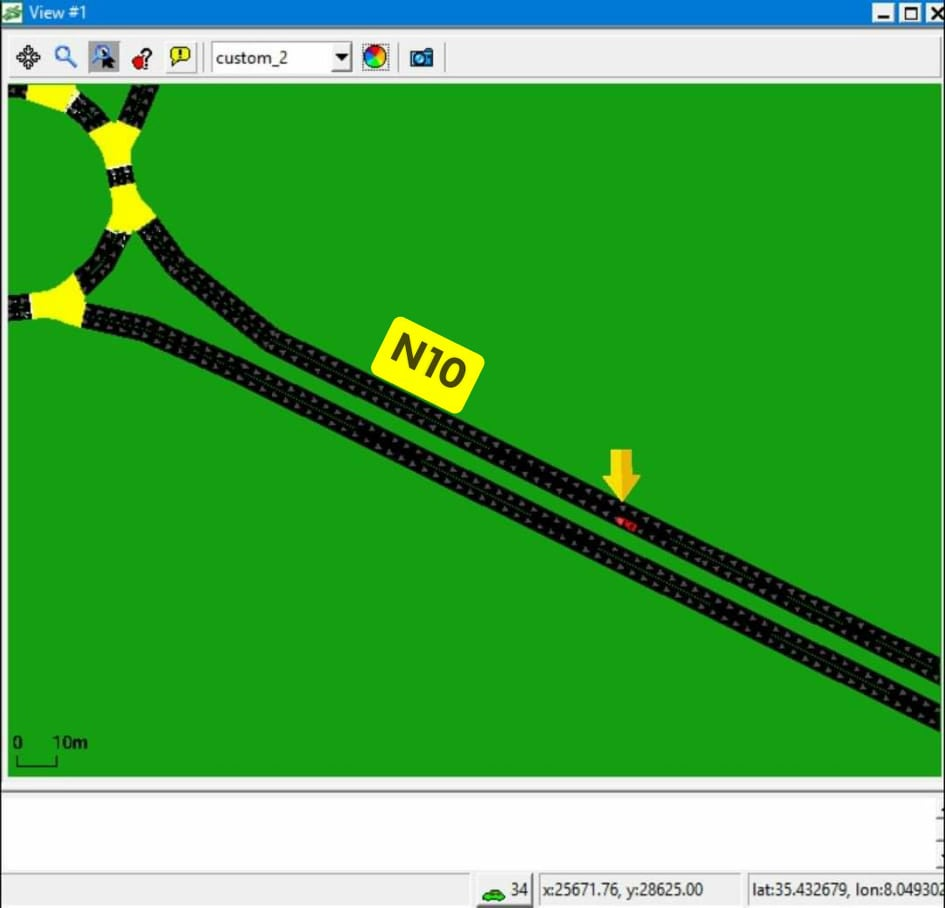 View #1
custom_2
N10
0 10m
34 x:25671.76, y:28625.00 lat:35.432679, lon:8.049302